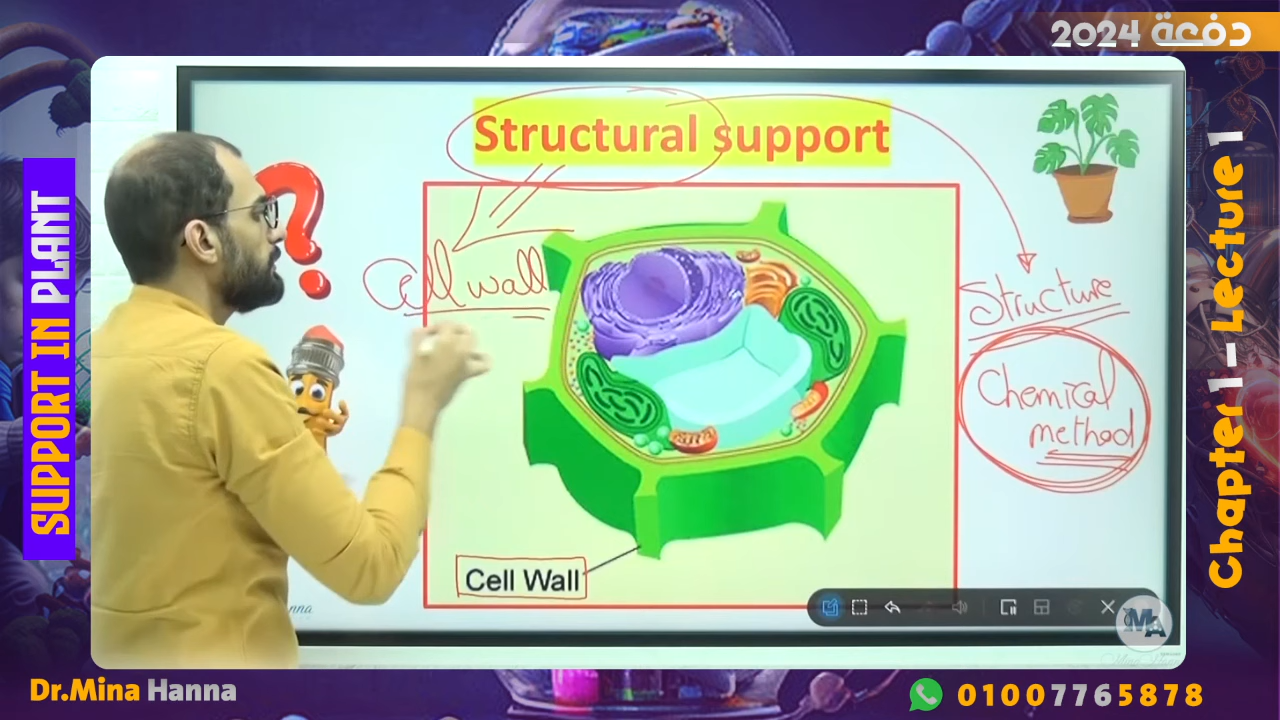 دفعة 2024
Structural support
Cell wall
Structure
Chemical
method
Cell Wall
SUPPORT IN PLANT
Chapter 1 - Lecture 1
MA
Dr.Mina Hanna
01007765878